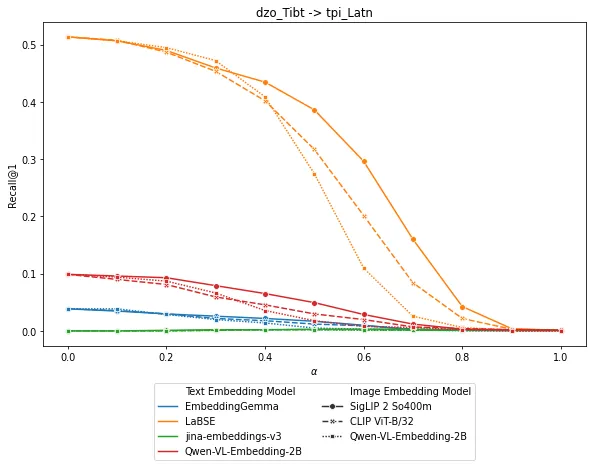 dzo_Tibt -> tpi_Latn
0.5
0.4
0.3
0.2
0.1
0.0
Recall@1
0.0 0.2 0.4 0.6 0.8 1.0
α
Text Embedding Model Image Embedding Model
EmbeddingGemma SigLIP 2 So400m
LaBSE CLIP ViT-B/32
jina-embeddings-v3 Qwen-VL-Embedding-2B
Qwen-VL-Embedding-2B